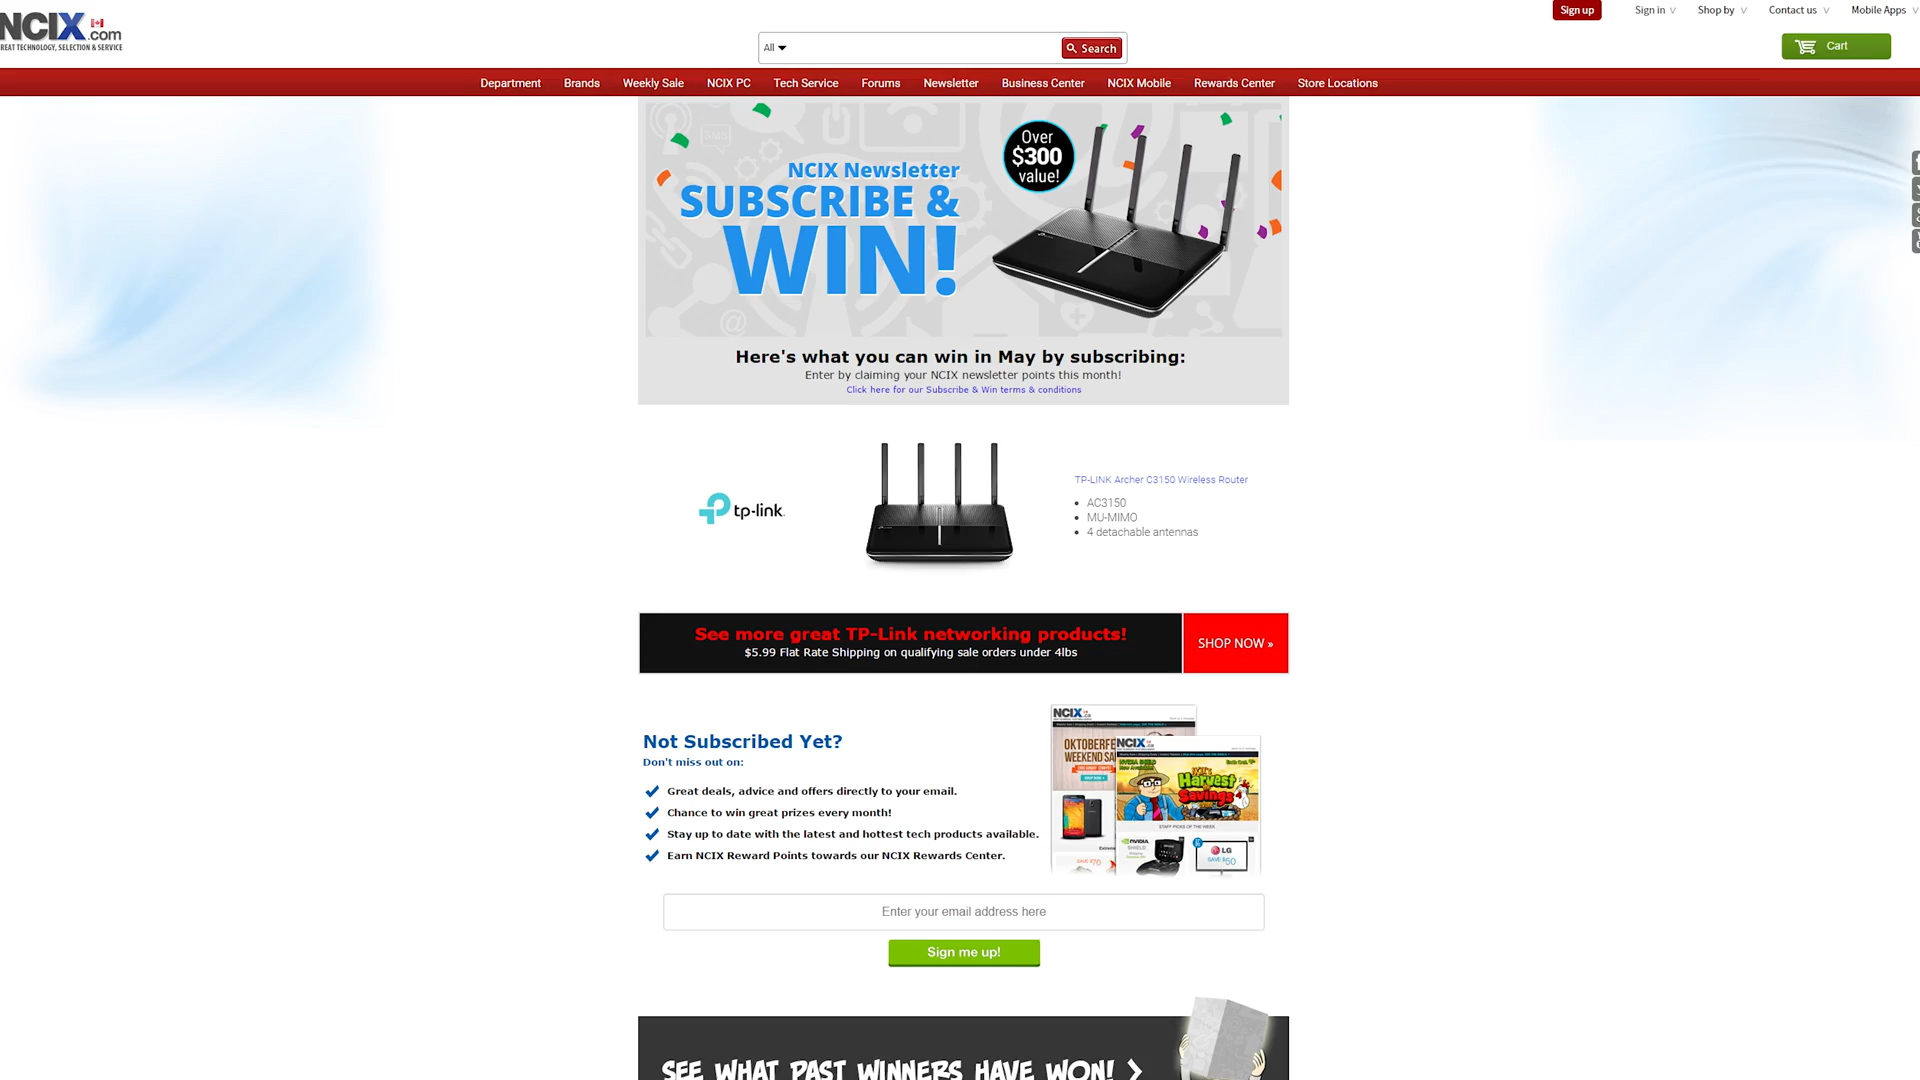 NCIX.com
REAT TECHNOLOGY, SELECTION & SERVICE
Sign up
Sign in
Shop by
Contact us
Mobile Apps
All
Search
Cart
Department
Brands
Weekly Sale
NCIX PC
Tech Service
Forums
Newsletter
Business Center
NCIX Mobile
Rewards Center
Store Locations
SMS
Over
$300
value!
NCIX Newsletter
SUBSCRIBE &
WIN!
Here's what you can win in May by subscribing:
Enter by claiming your NCIX newsletter points this month!
Click here for our Subscribe & Win terms & conditions
tp-link
TP-LINK Archer C3150 Wireless Router
AC3150
MU-MIMO
4 detachable antennas
See more great TP-Link networking products!
$5.99 Flat Rate Shipping on qualifying sale orders under 4lbs
SHOP NOW »
Not Subscribed Yet?
Don't miss out on:
Great deals, advice and offers directly to your email.
Chance to win great prizes every month!
Stay up to date with the latest and hottest tech products available.
Earn NCIX Reward Points towards our NCIX Rewards Center.
NCIX
OKTOBERFE
WEEKEND SA
NCIX
Harvest
Savings
STAFF PICKS OF THE WEEK
NVIDIA
SHIELD
LG
SAVE $50
Extreme
SAVE $70
Enter your email address here
Sign me up!
SEE WHAT PAST WINNERS HAVE WON!